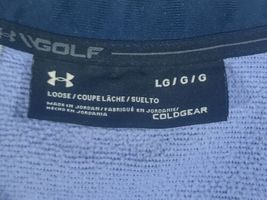 GOLF
LG / G / G
LOOSE / COUPE LÂCHE / SUELTO
MADE IN JORDAN / FABRIQUÉ EN JORDANIE/
HECHO EN JORDANIA
COLDGEAR